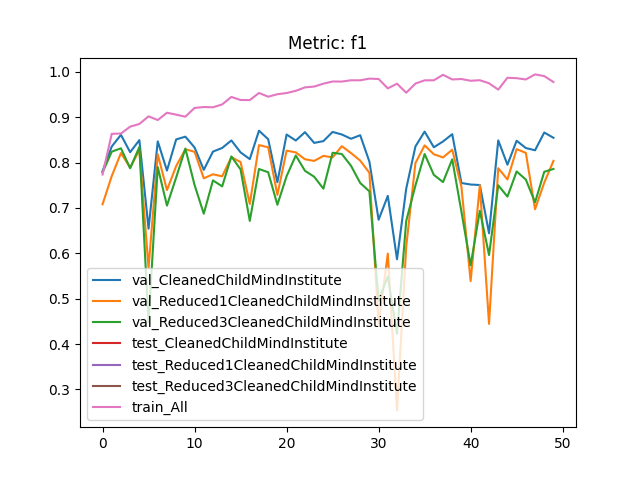 Metric: f1
1.0
0.9
0.8
0.7
0.6
0.5
0.4
0.3
val_CleanedChildMindInstitute
val_Reduced1CleanedChildMindInstitute
val_Reduced3CleanedChildMindInstitute
test_CleanedChildMindInstitute
test_Reduced1CleanedChildMindInstitute
test_Reduced3CleanedChildMindInstitute
train_All
0 10 20 30 40 50